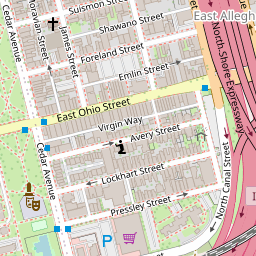 Suismon Street
East Allegh
Shawano Street
Cedar Avenue
Moravian Street
James Street
Foreland Street
North Shore Expressway
Emlin Street
East Ohio Street
Virgin Way
Avery Street
Cedar Avenue
Lockhart Street
North Canal Street
Pressley Street
P